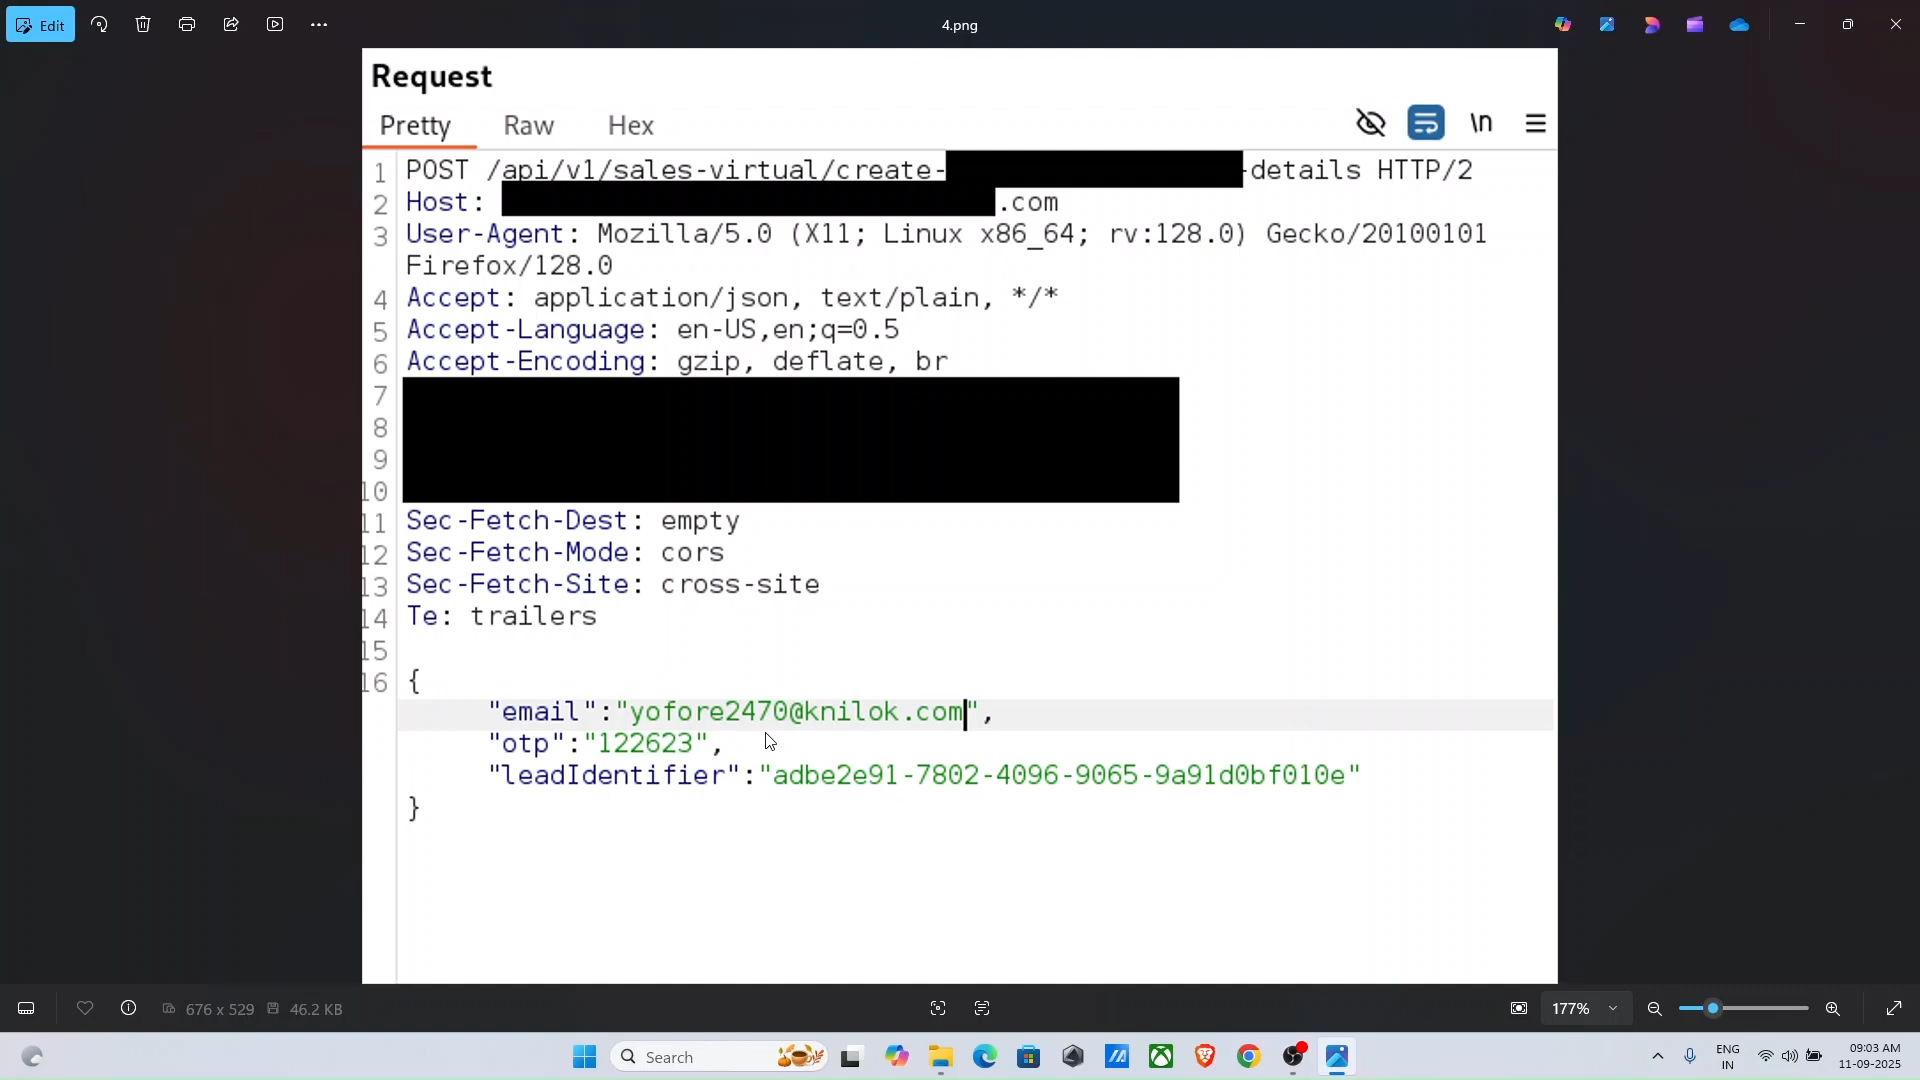 Edit
4.png
Request
Pretty Raw Hex \n
1 POST /api/v1/sales-virtual/create- -details HTTP/2
2 Host: .com
3 User-Agent: Mozilla/5.0 (X11; Linux x86_64; rv:128.0) Gecko/20100101
Firefox/128.0
4 Accept: application/json, text/plain, */*
5 Accept-Language: en-US,en;q=0.5
6 Accept-Encoding: gzip, deflate, br
7
8
9
10
11 Sec-Fetch-Dest: empty
12 Sec-Fetch-Mode: cors
13 Sec-Fetch-Site: cross-site
14 Te: trailers
15
16 {
"email":"yofore2470@knilok.com",
"otp":"122623",
"leadIdentifier":"adbe2e91-7802-4096-9065-9a91d0bf010e"
}
676 x 529 46.2 KB 177%
Search ENG 09:03 AM
IN 11-09-2025